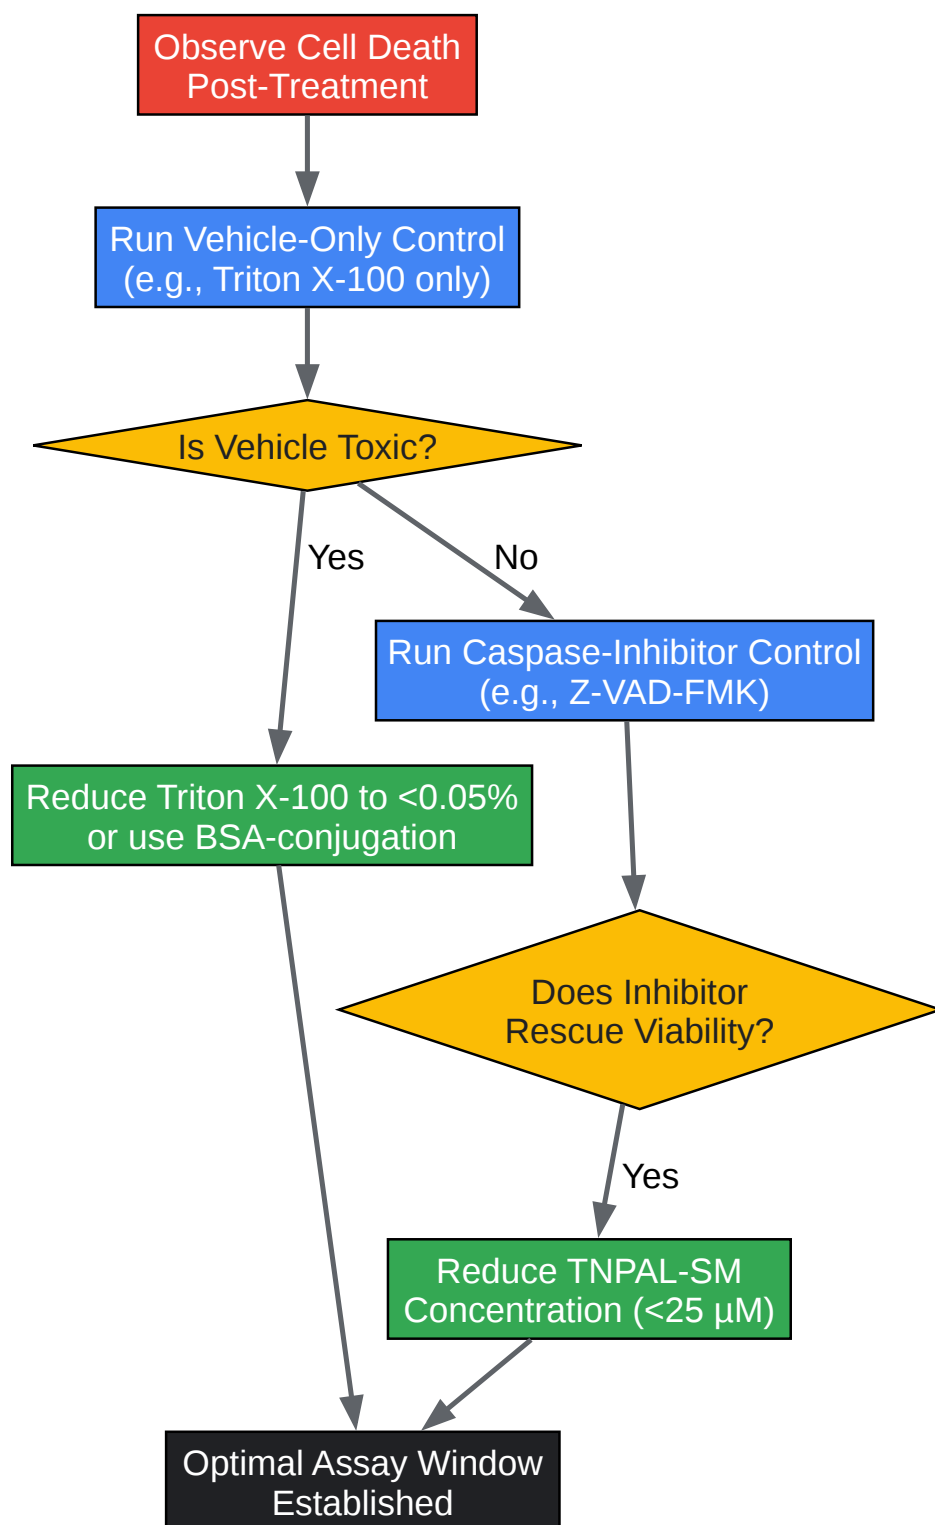 Observe Cell Death
Post-Treatment
Run Vehicle-Only Control
(e.g., Triton X-100 only)
Is Vehicle Toxic?
Yes
No
Run Caspase-Inhibitor Control
(e.g., Z-VAD-FMK)
Reduce Triton X-100 to <0.05%
or use BSA-conjugation
Does Inhibitor
Rescue Viability?
Yes
Reduce TNPAL-SM
Concentration (<25 µM)
Optimal Assay Window
Established